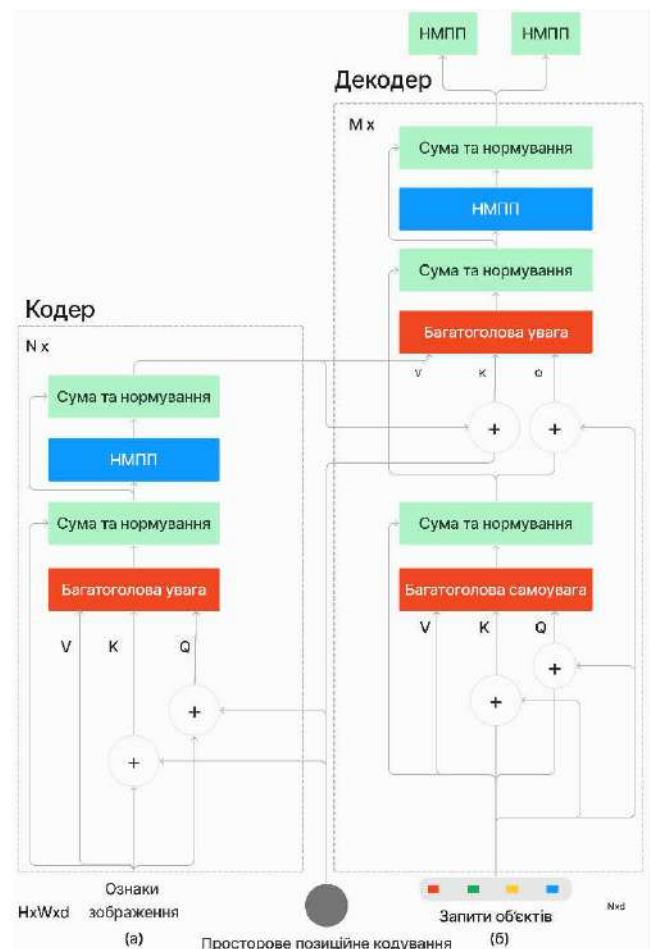 НМПП
НМПП
Декодер
M x
Сума та нормування
НМПП
Сума та нормування
Багатоголова увага
V
K
Q
+
+
Сума та нормування
Багатоголова самоувага
V
K
Q
+
+
Запити об'єктів
Nxd
(б)
Кодер
N x
Сума та нормування
НМПП
Сума та нормування
Багатоголова увага
V
K
Q
+
+
Ознаки
HxWxd зображення
(а)
Просторове позиційне кодування